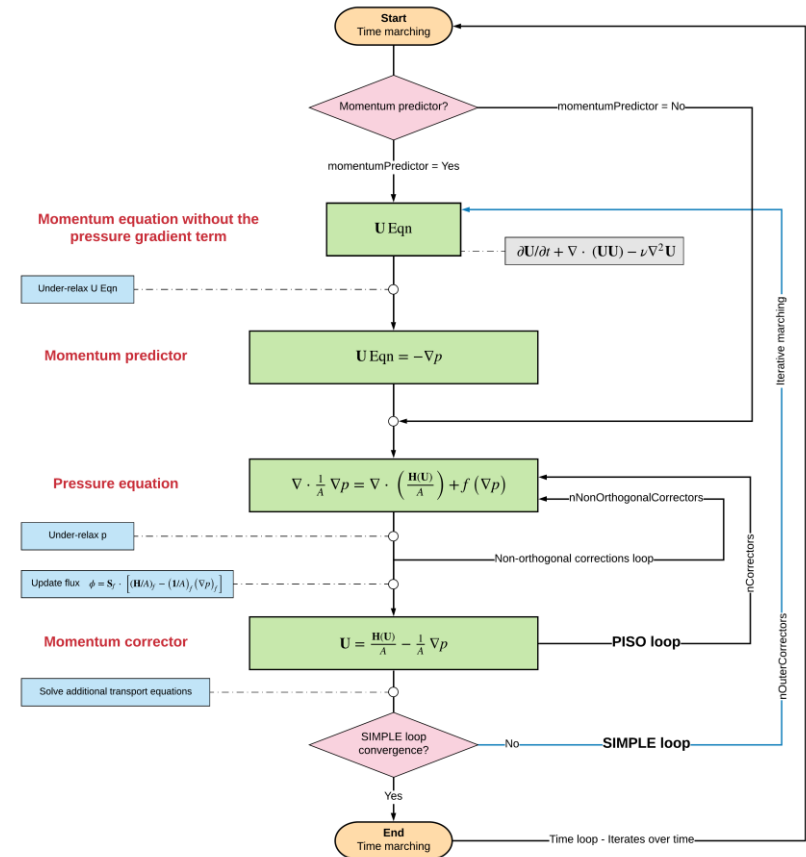 Start
Time marching
Momentum predictor?
momentumPredictor = No
momentumPredictor = Yes
Momentum equation without the
pressure gradient term
U Eqn
∂U/∂t + ∇ · (UU) − ν∇²U
Under-relax U Eqn
Iterative marching
Momentum predictor
U Eqn = −∇p
Pressure equation
∇ · 1/A ∇p = ∇ · (H(U)/A) + f (∇p)
nNonOrthogonalCorrectors
Under-relax p
Non-orthogonal corrections loop
nCorrectors
Update flux ϕ = S_f · [(H/A)_f − (1/A)_f (∇p)_f]
Momentum corrector
U = H(U)/A − 1/A ∇p
PISO loop
nOuterCorrectors
Solve additional transport equations
SIMPLE loop
convergence?
No
SIMPLE loop
Yes
End
Time marching
Time loop - Iterates over time